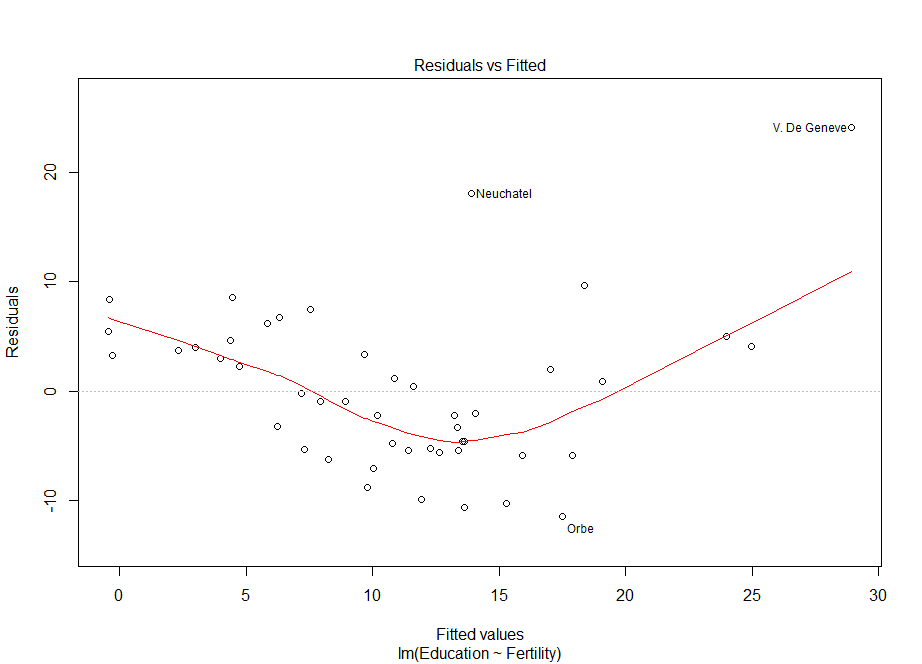 Residuals vs Fitted
V. De Geneve
20
Neuchatel
10
Residuals
0
-10
Orbe
0 5 10 15 20 25 30
Fitted values
lm(Education ~ Fertility)